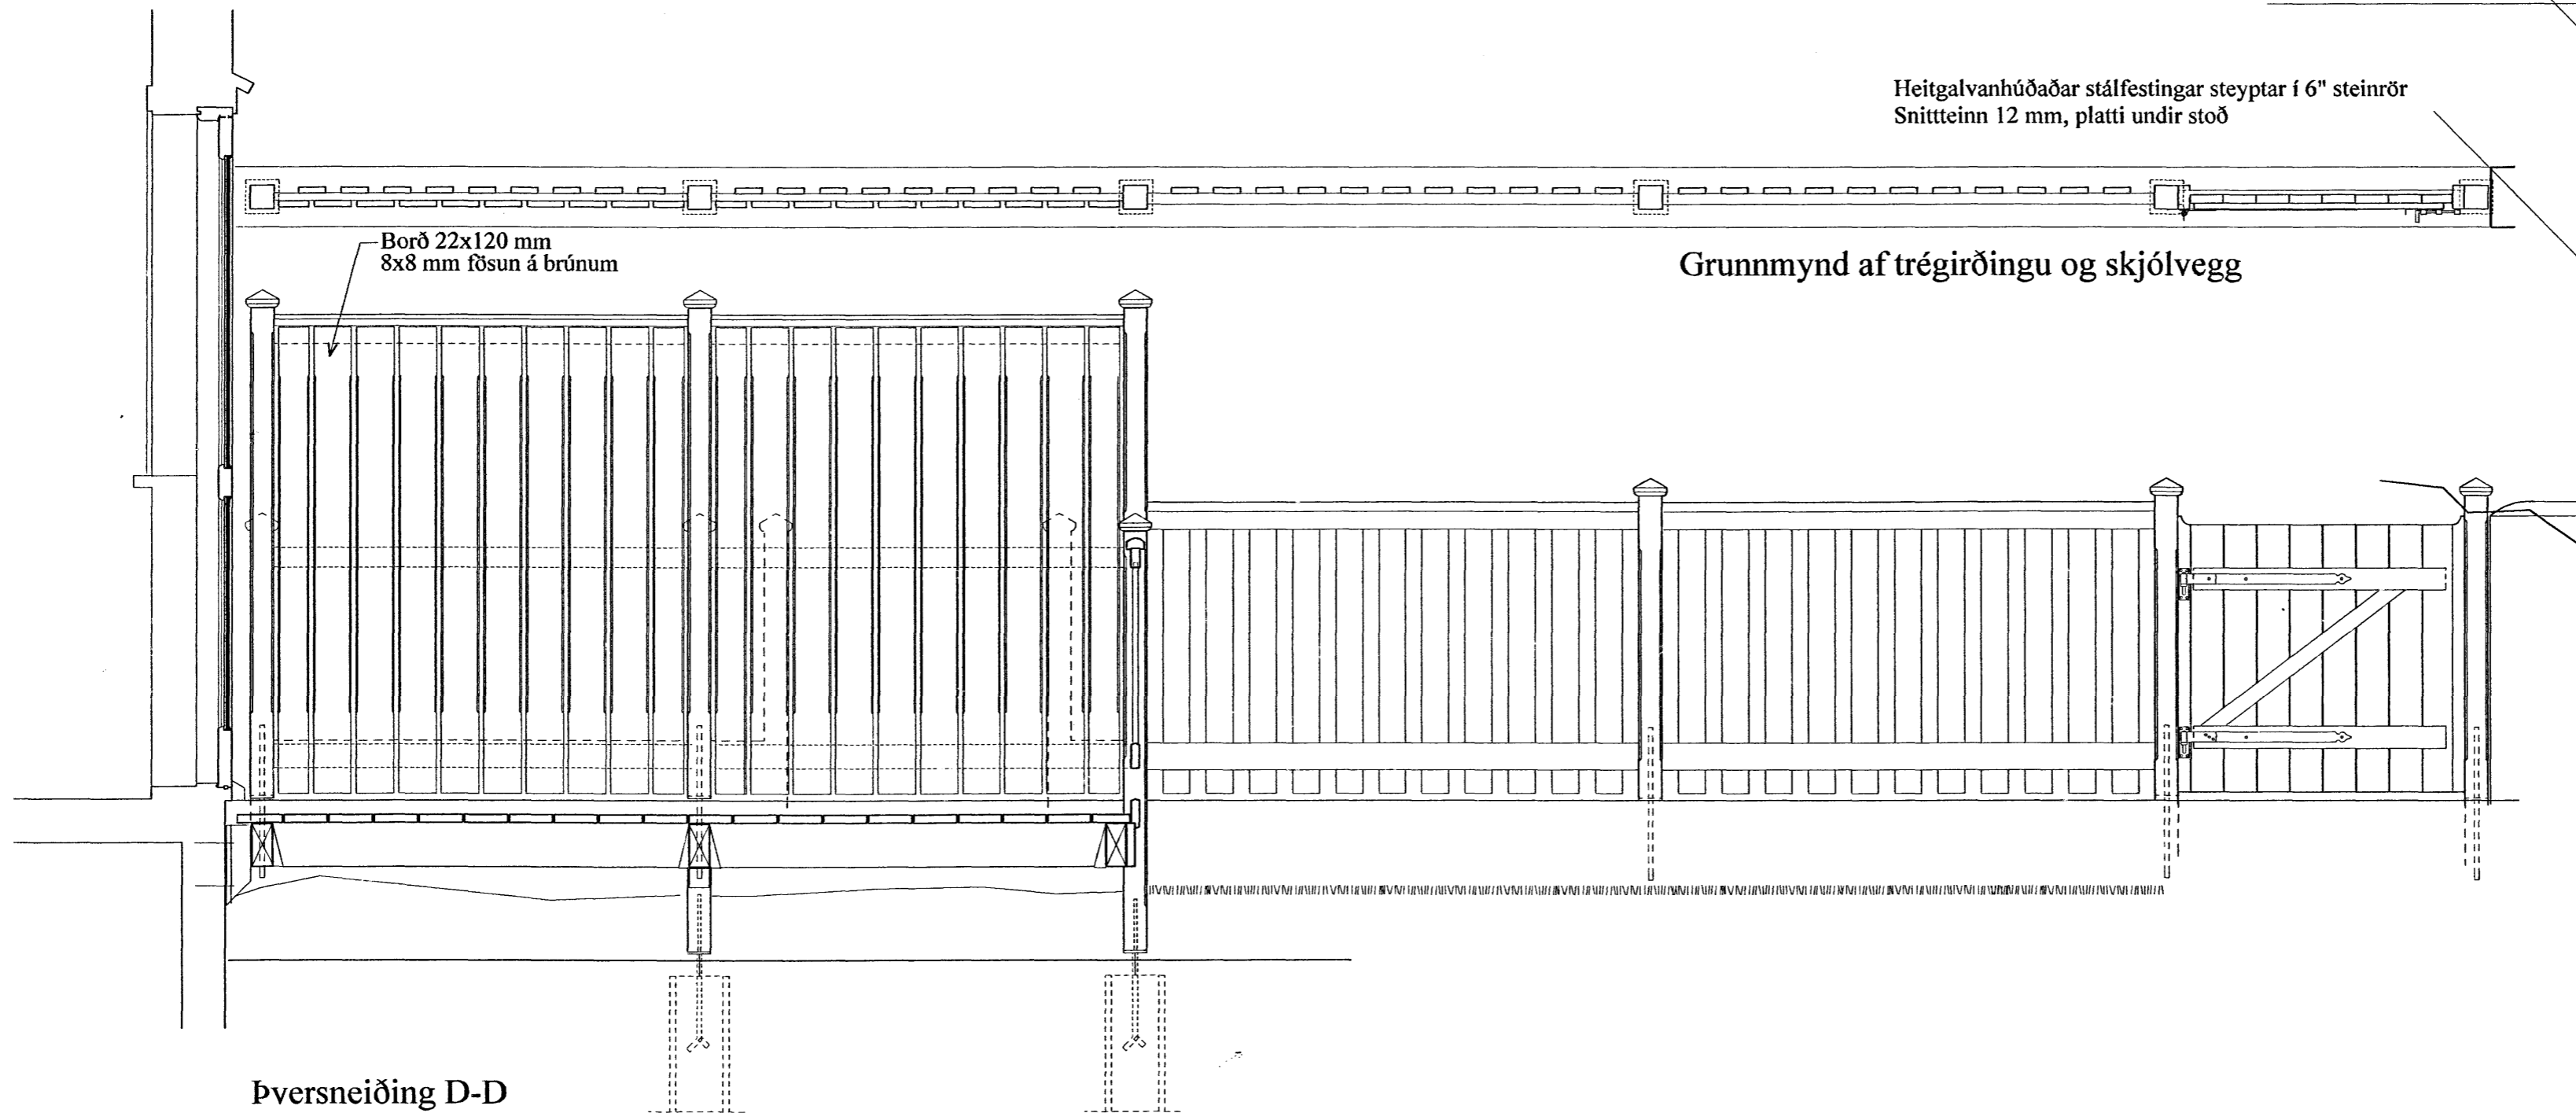 Heitgalvanhúðaðar stálfestingar steyptar í 6" steinrör
Snittteinn 12 mm, platti undir stoð
Borð 22x120 mm
8x8 mm fösun á brúnum
Grunnmynd af trégirðingu og skjólvegg
Þversneiðing D-D